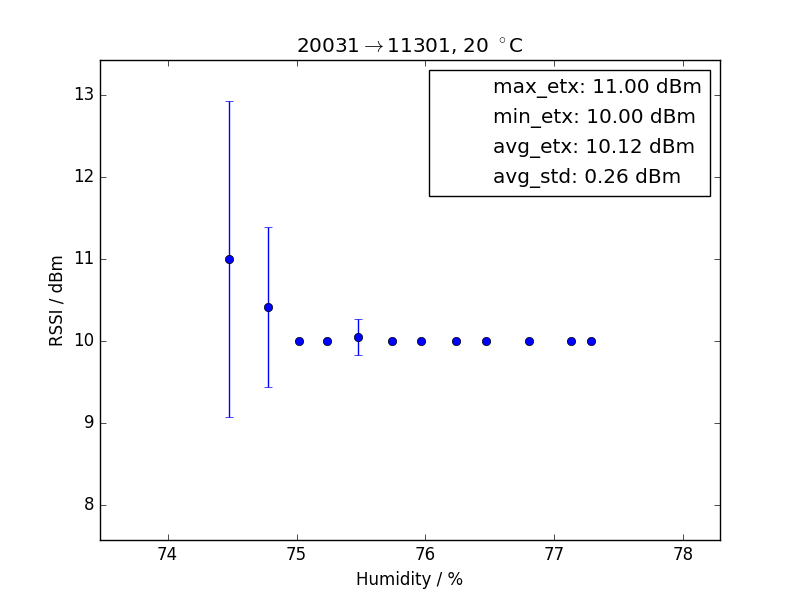 20031→11301, 20 °C
max_etx: 11.00 dBm
min_etx: 10.00 dBm
avg_etx: 10.12 dBm
avg_std: 0.26 dBm
RSSI / dBm
13
12
11
10
9
8
74 75 76 77 78
Humidity / %